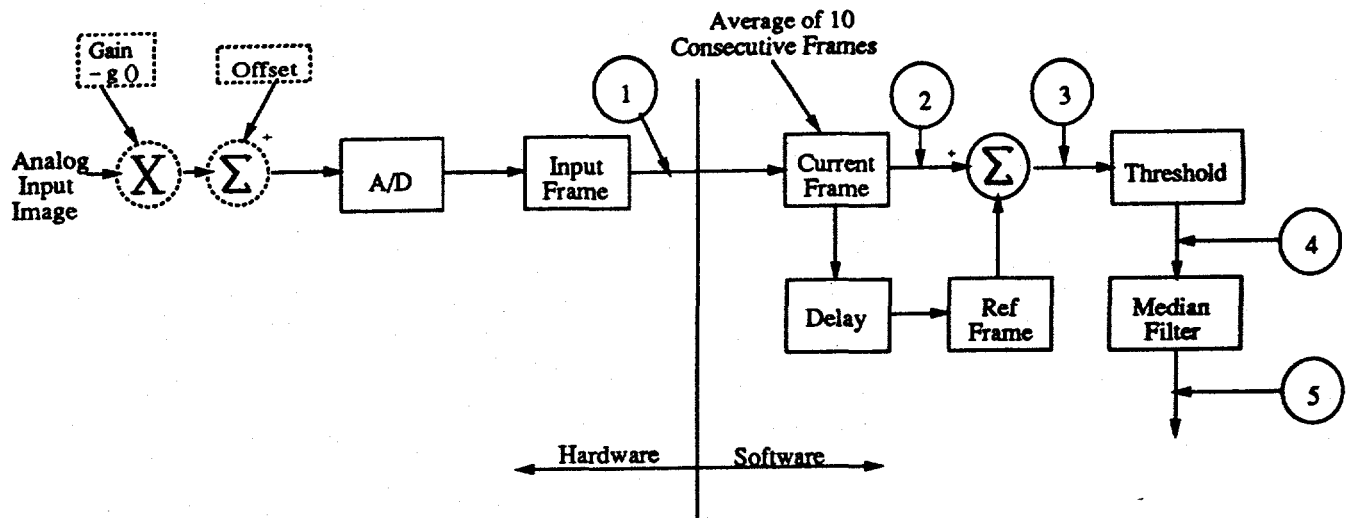 Average of 10
Consecutive Frames
Gain
– g ()
Offset
+
1
2
3
+
Analog
Input
Image
X
Σ
A/D
Input
Frame
Current
Frame
Σ
Threshold
4
Delay
Ref
Frame
Median
Filter
5
Hardware
Software